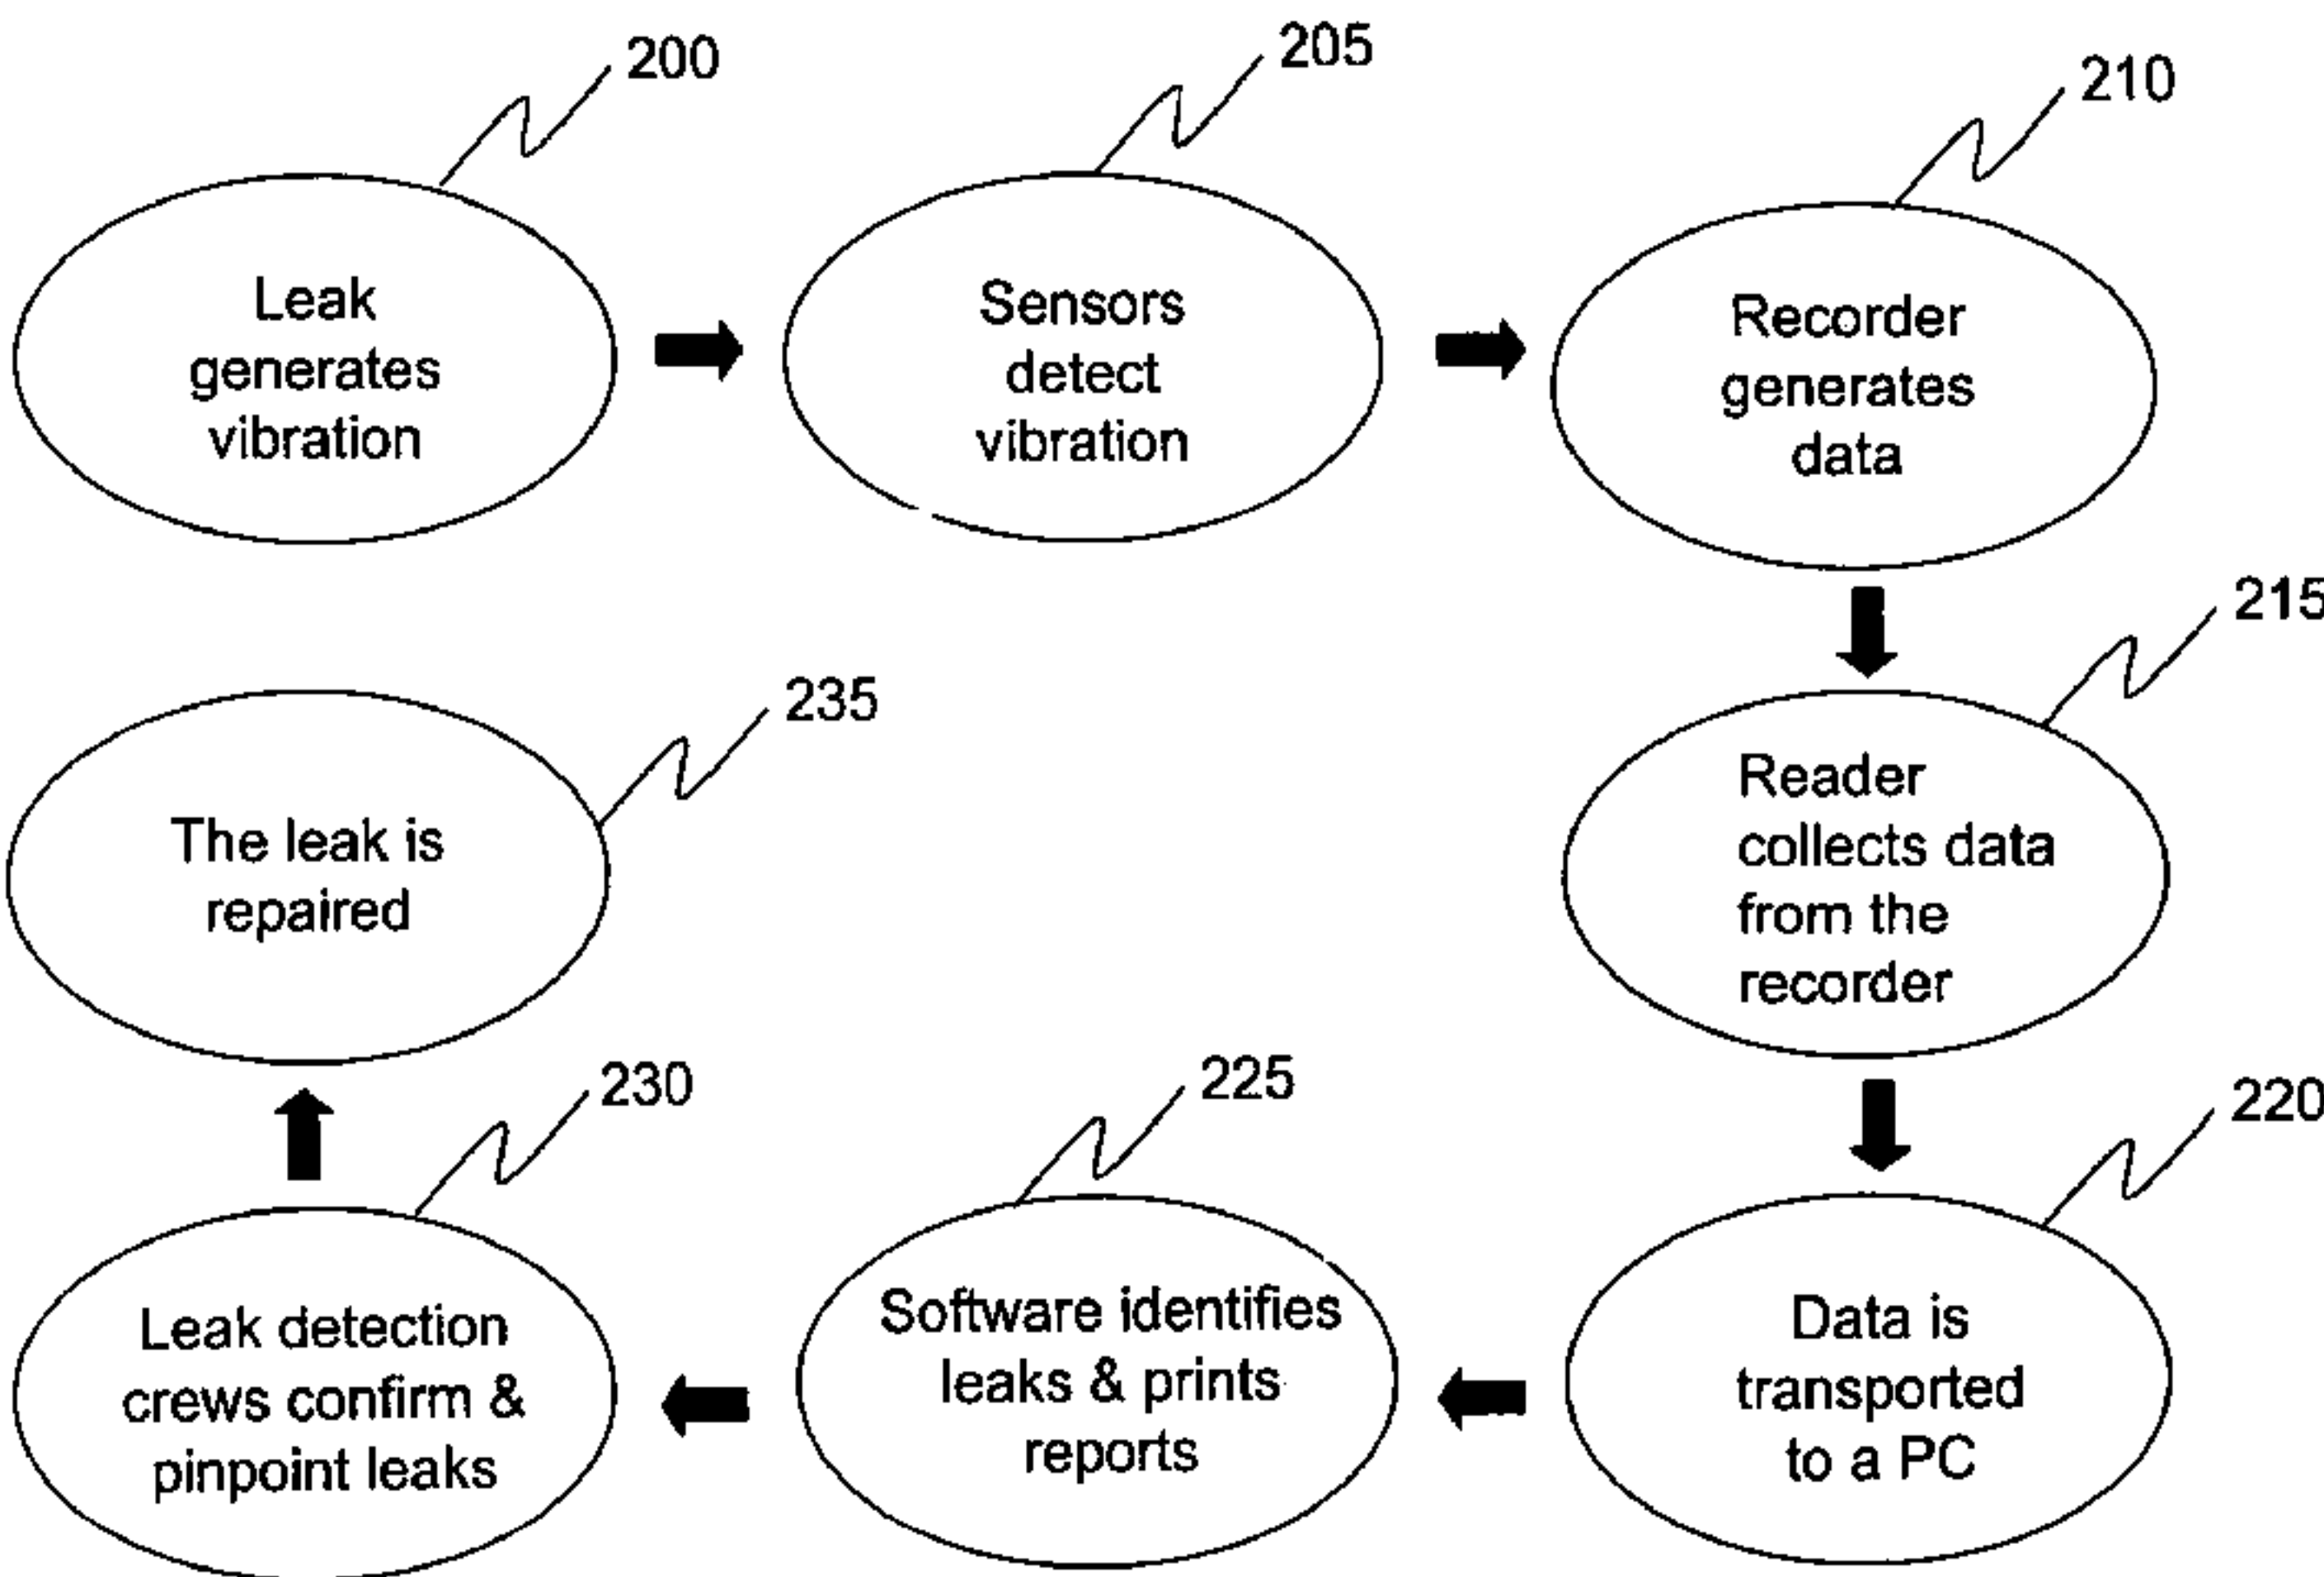 200
Leak
generates
vibration
205
Sensors
detect
vibration
210
Recorder
generates
data
215
Reader
collects data
from the
recorder
220
Data is
transported
to a PC
225
Software identifies
leaks & prints
reports
230
Leak detection
crews confirm &
pinpoint leaks
235
The leak is
repaired